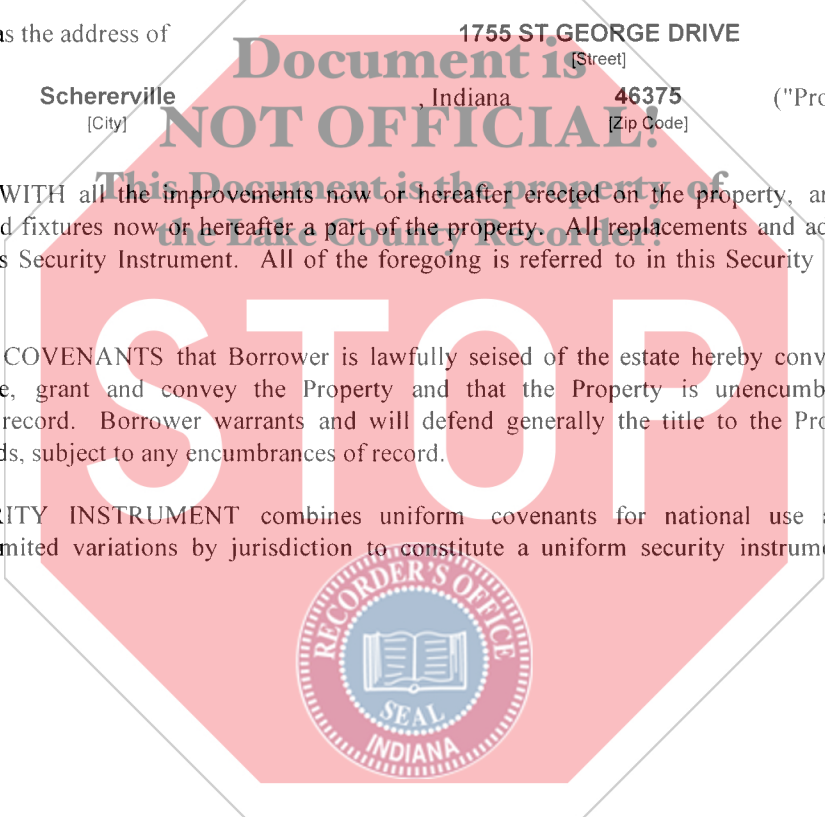 as the address of 1755 ST GEORGE DRIVE
[Street]
Schererville , Indiana 46375 ("Pro
[City] [Zip Code]
Document is
NOT OFFICIAL!
This Document is the property of
the Lake County Recorder!
WITH all the improvements now or hereafter erected on the property, an
d fixtures now or hereafter a part of the property. All replacements and ad
s Security Instrument. All of the foregoing is referred to in this Security
COVENANTS that Borrower is lawfully seised of the estate hereby conv
e, grant and convey the Property and that the Property is unencumb
record. Borrower warrants and will defend generally the title to the Pro
ds, subject to any encumbrances of record.
STOP
RITY INSTRUMENT combines uniform covenants for national use a
mited variations by jurisdiction to constitute a uniform security instrume
RECORDER'S OFFICE
SEAL
INDIANA